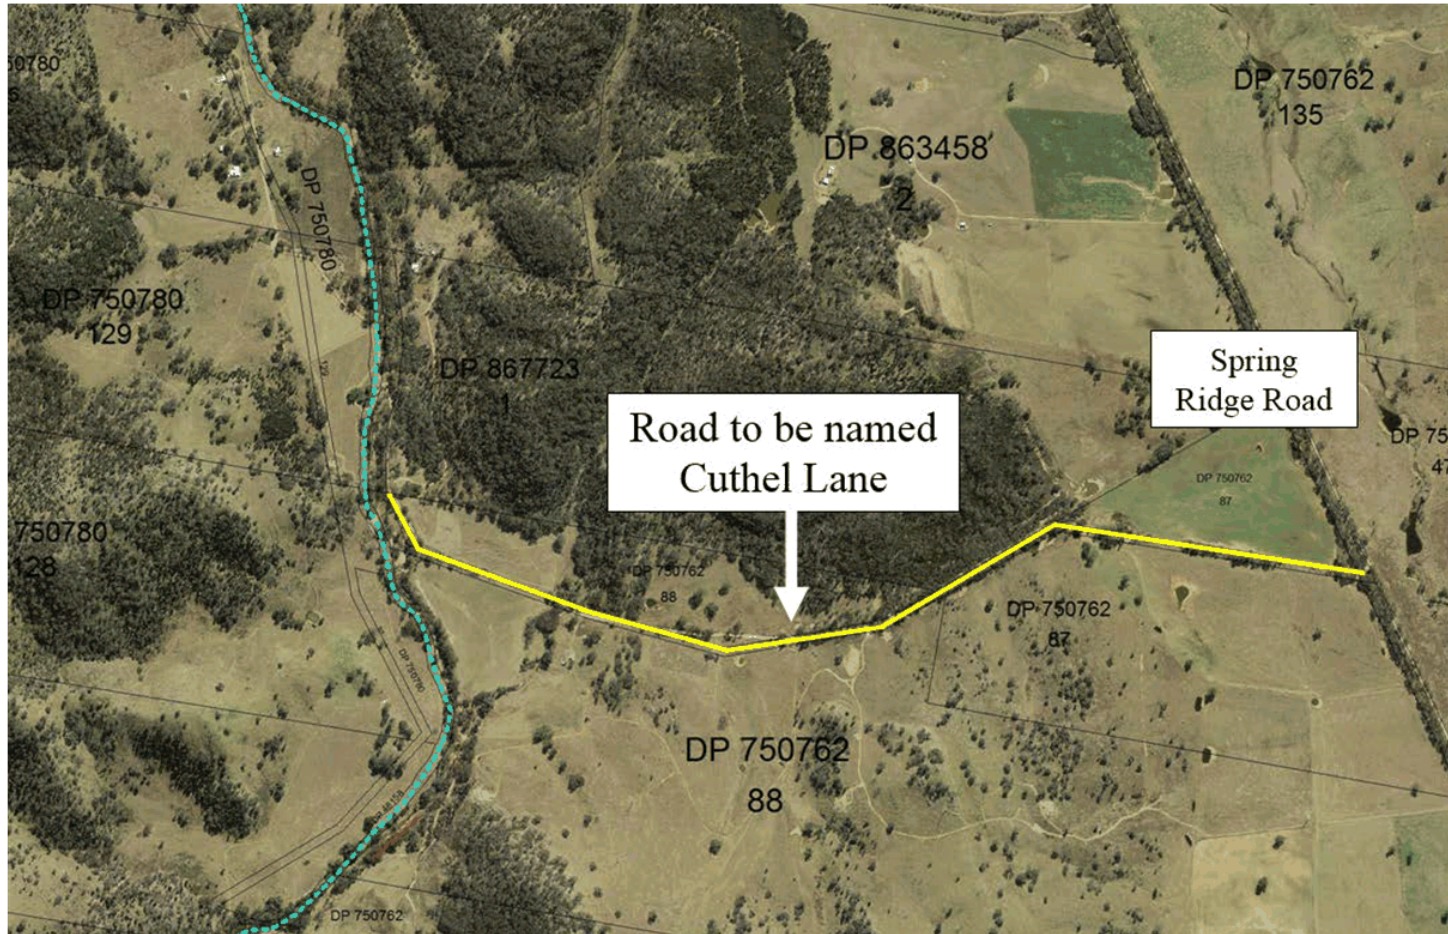 50780
DP 750762
135
DP 863458
2
DP 750780
DP 750780
129
DP 867723
1
Spring
Ridge Road
Road to be named
Cuthel Lane
DP 75
47
DP 750762
87
750780
128
DP 750762
88
DP 750762
87
DP 750780
DP 750762
88
DP 750762